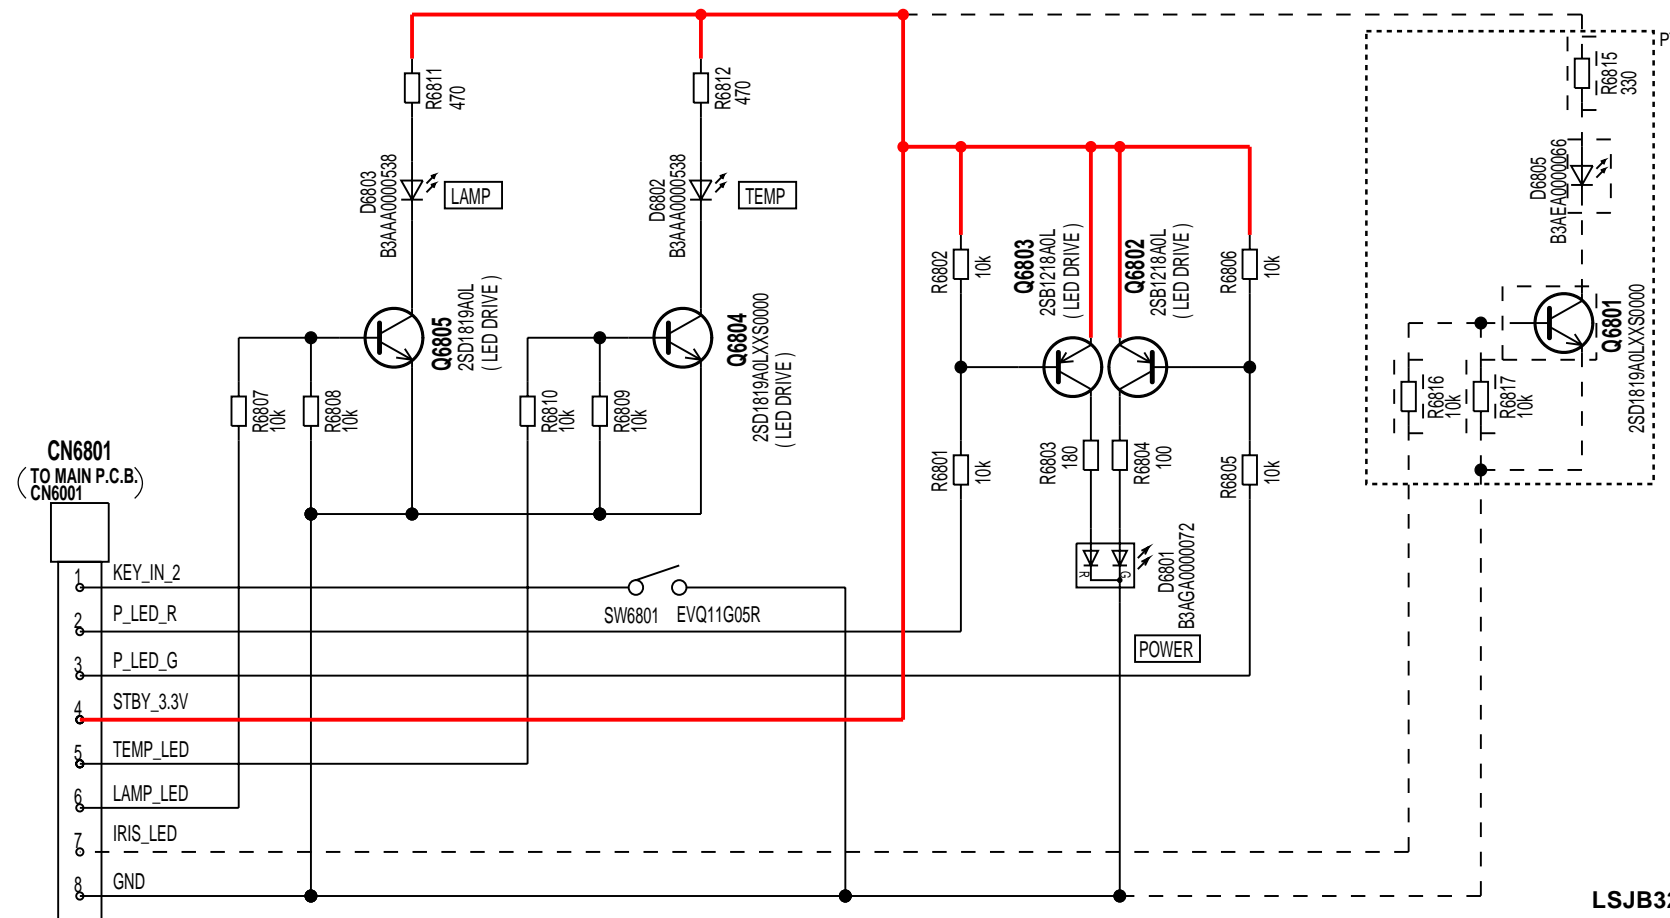 R6811
470
R6812
470
P
R6815
330
D6803
B3AAA0000538
LAMP
D6802
B3AAA0000538
TEMP
D6805
B3AEA0000066
R6802
10k
Q6803
2SB1218A0L
( LED DRIVE )
Q6802
2SB1218A0L
( LED DRIVE )
R6806
10k
Q6805
2SD1819A0L
( LED DRIVE )
Q6804
2SD1819A0LXXS0000
( LED DRIVE )
Q6801
2SD1819A0LXXS0000
R6807
10k
R6808
10k
R6810
10k
R6809
10k
R6816
10k
R6817
10k
R6801
10k
R6803
180
R6804
100
R6805
10k
CN6801
( TO MAIN P.C.B. )
CN6001
R
G
D6801
B3AGA0000072
POWER
1 KEY_IN_2
SW6801 EVQ11G05R
2 P_LED_R
3 P_LED_G
4 STBY_3.3V
5 TEMP_LED
6 LAMP_LED
7 IRIS_LED
8 GND